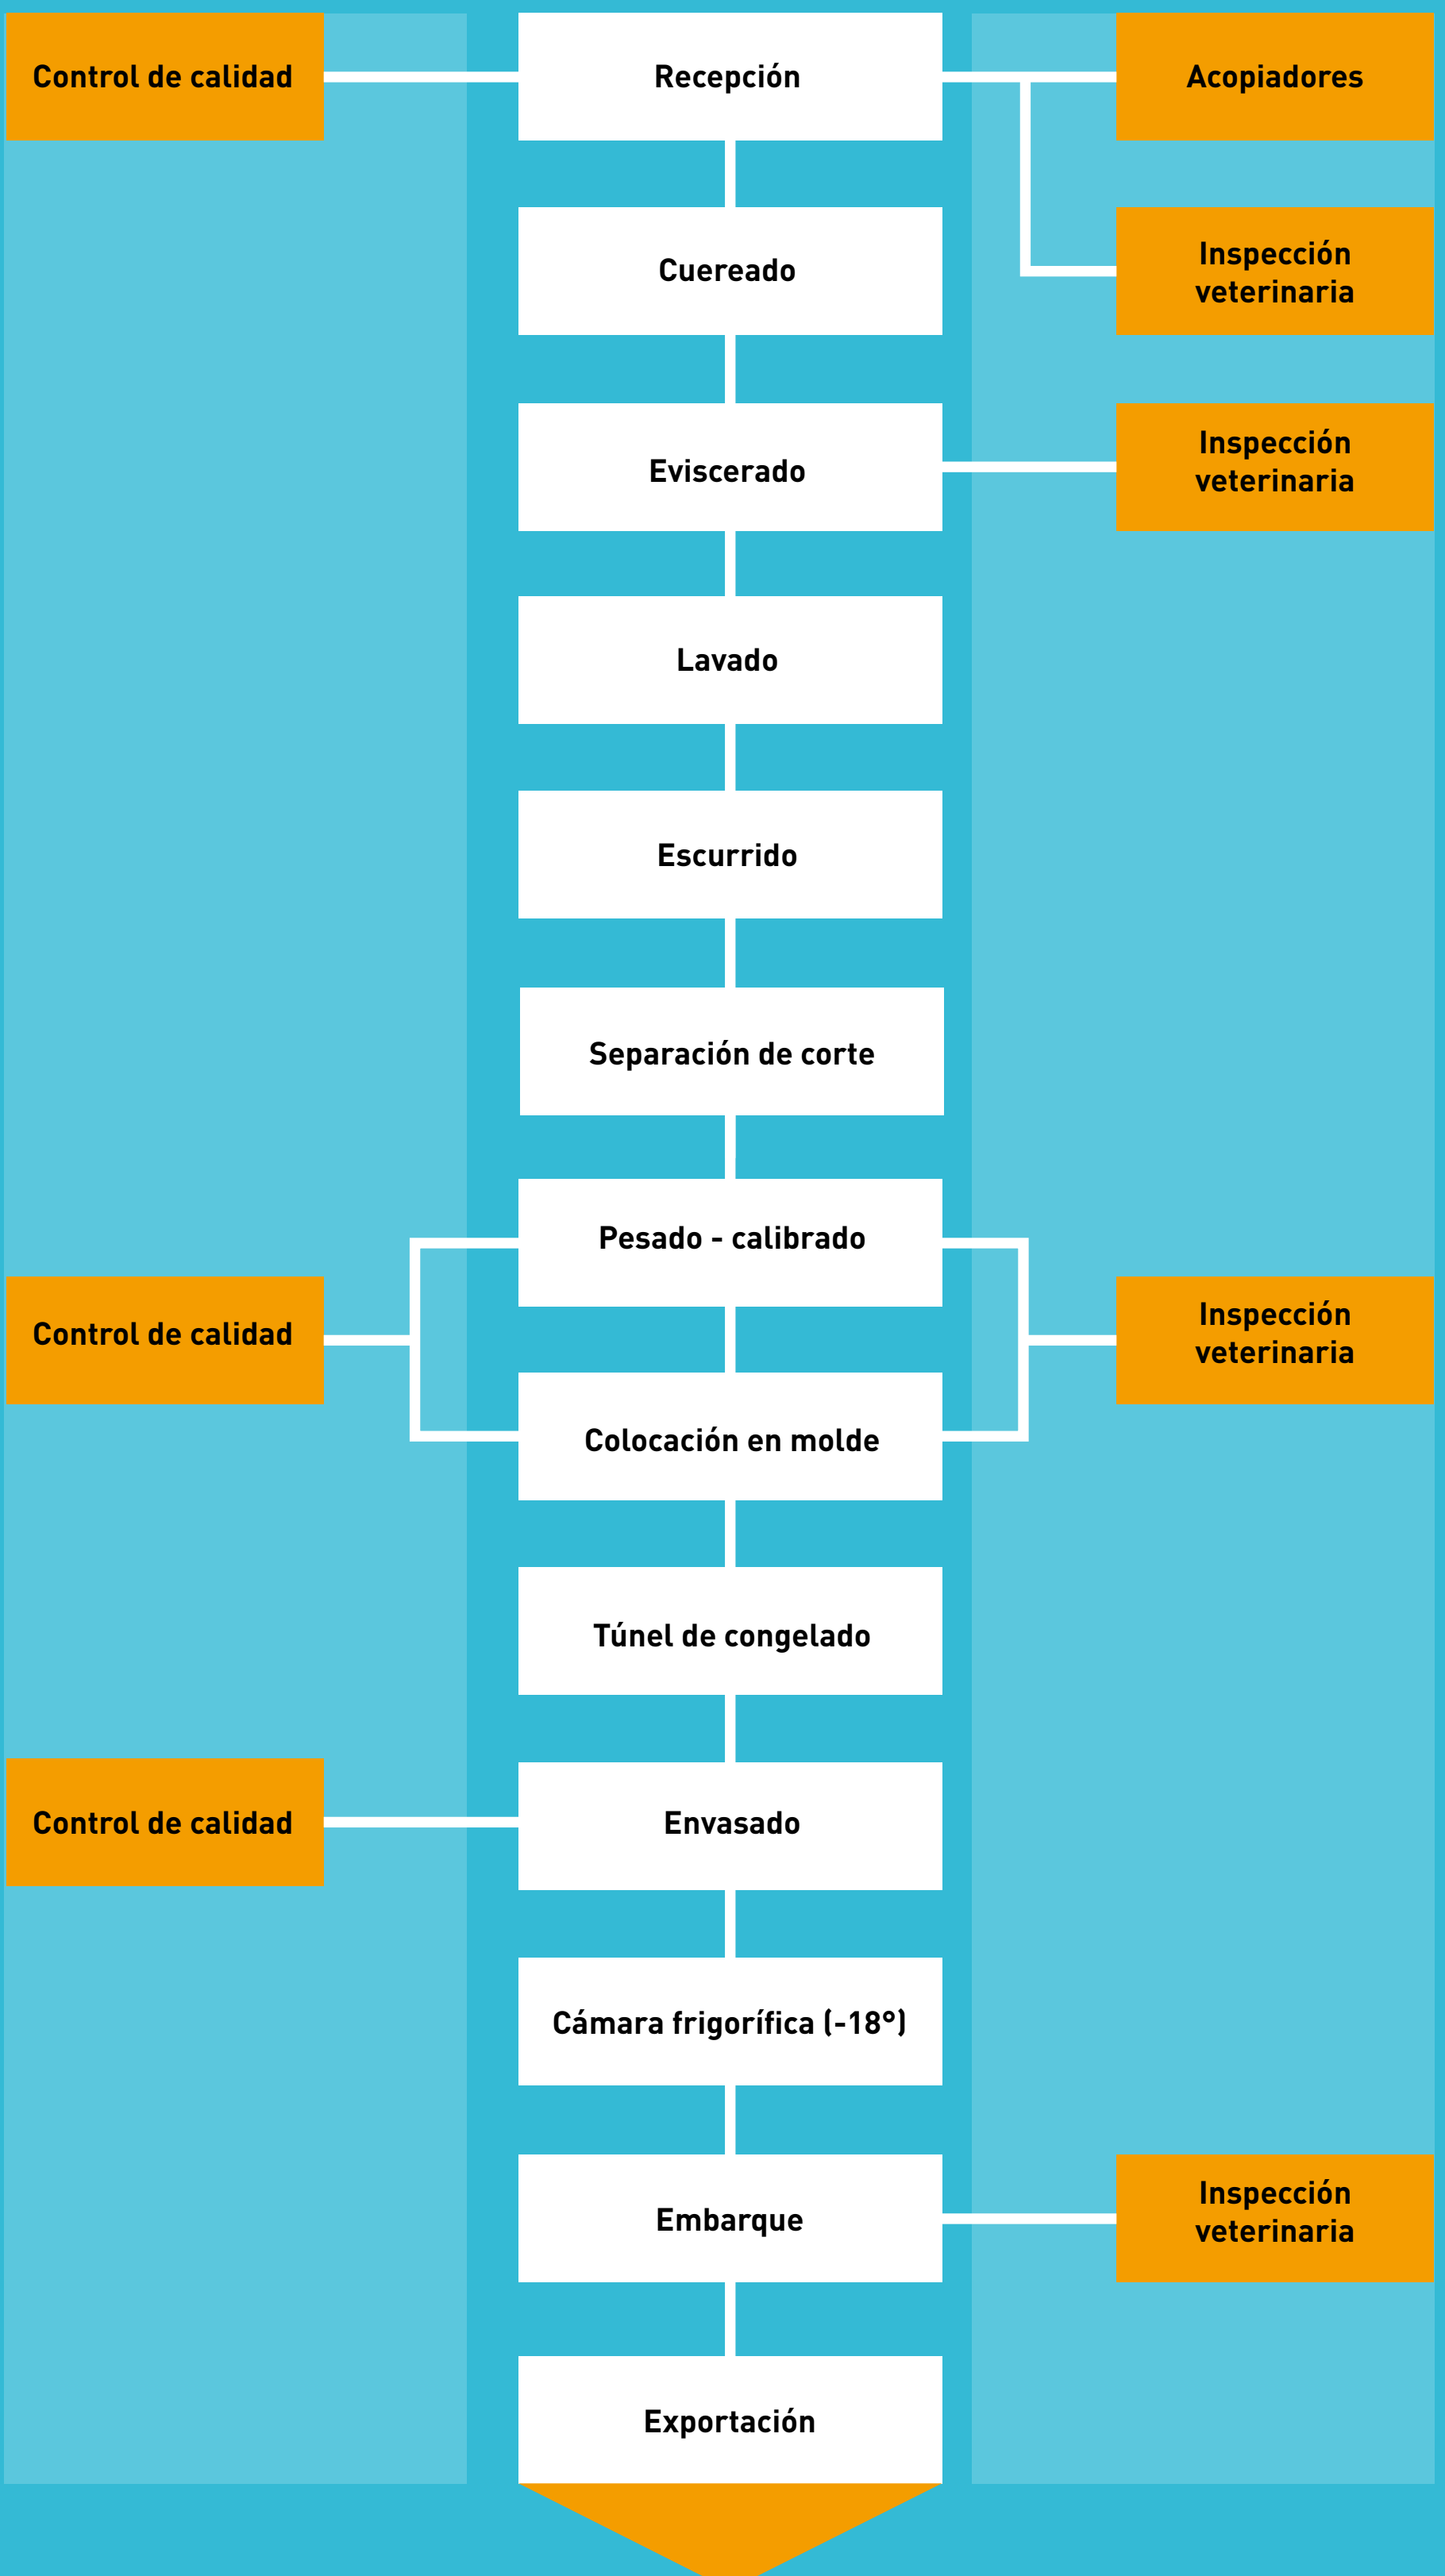 Control de calidad
Recepción
Acopiadores
Cuereado
Inspección
veterinaria
Eviscerado
Inspección
veterinaria
Lavado
Escurrido
Separación de corte
Pesado - calibrado
Control de calidad
Inspección
veterinaria
Colocación en molde
Túnel de congelado
Control de calidad
Envasado
Cámara frigorífica (-18°)
Embarque
Inspección
veterinaria
Exportación